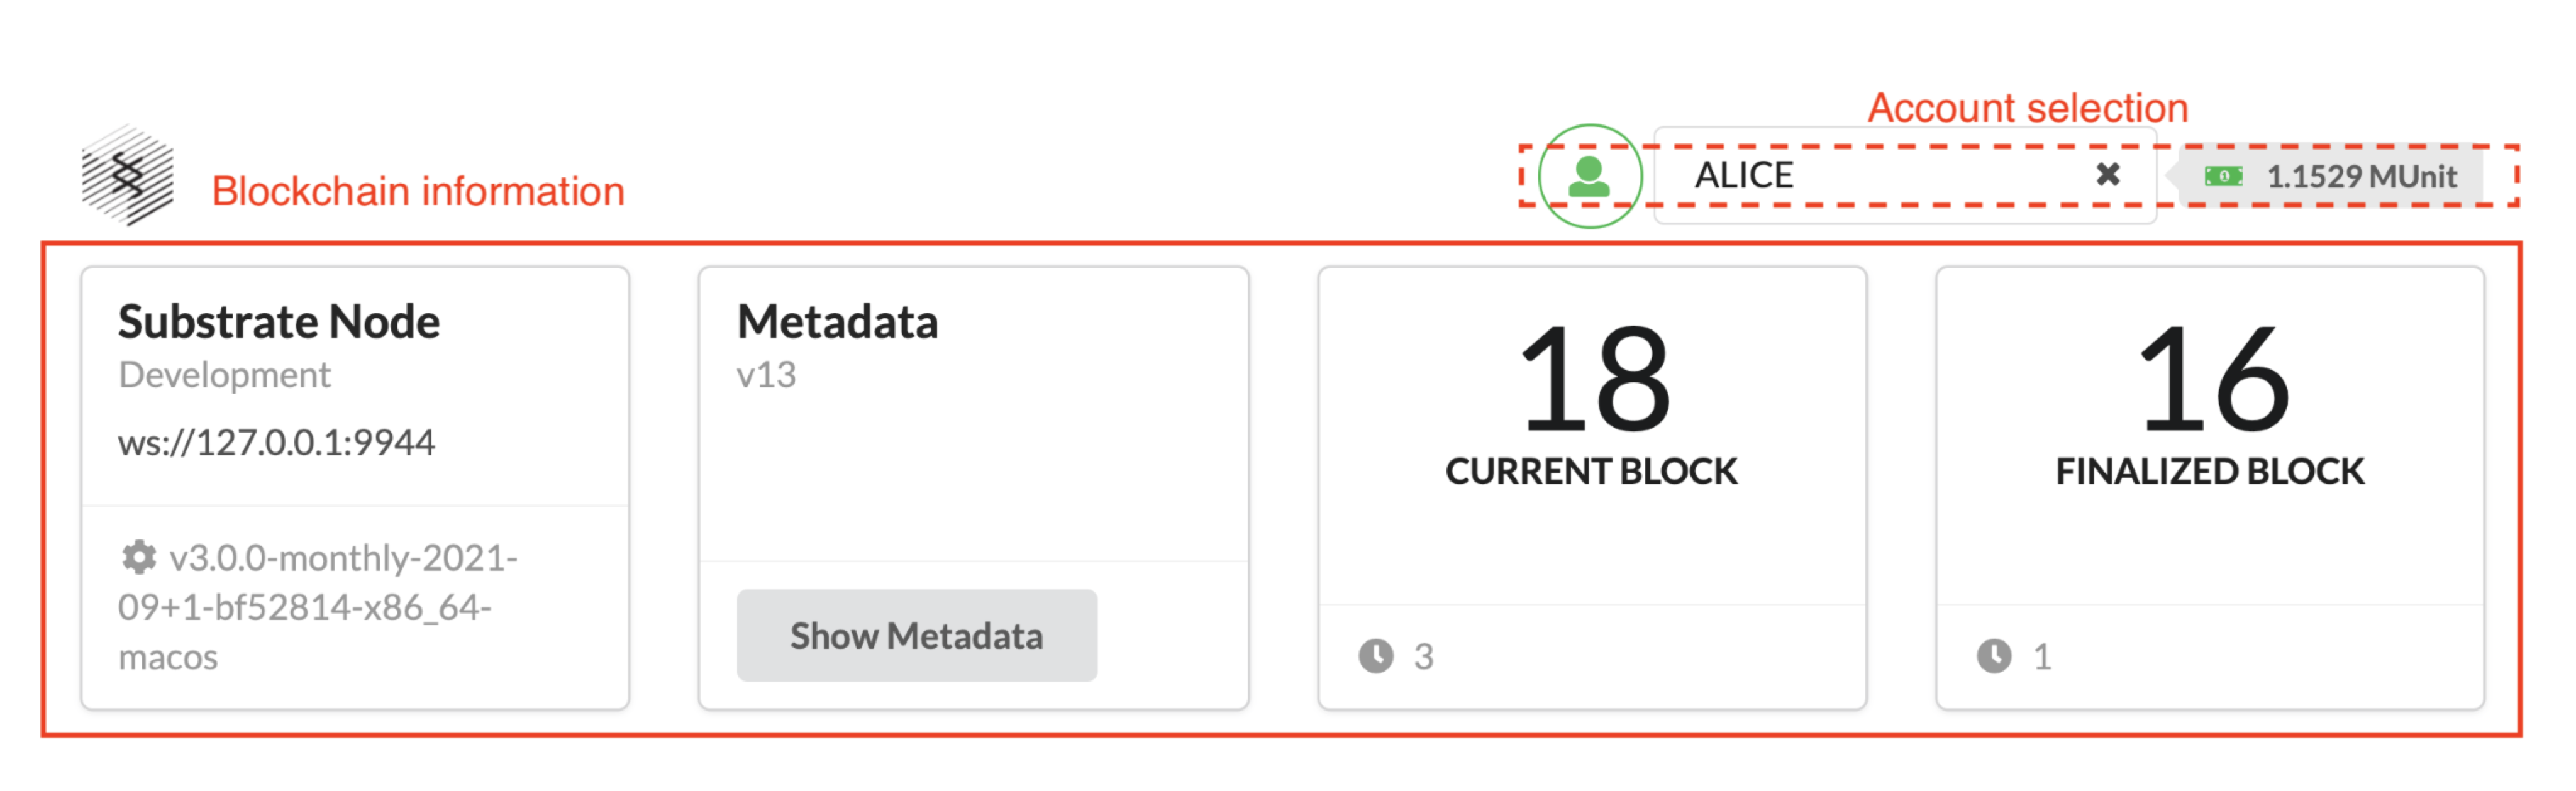 Account selection
Blockchain information
ALICE
1.1529 MUnit
Substrate Node
Development
ws://127.0.0.1:9944
v3.0.0-monthly-2021-
09+1-bf52814-x86_64-
macos
Metadata
v13
Show Metadata
18
CURRENT BLOCK
3
16
FINALIZED BLOCK
1